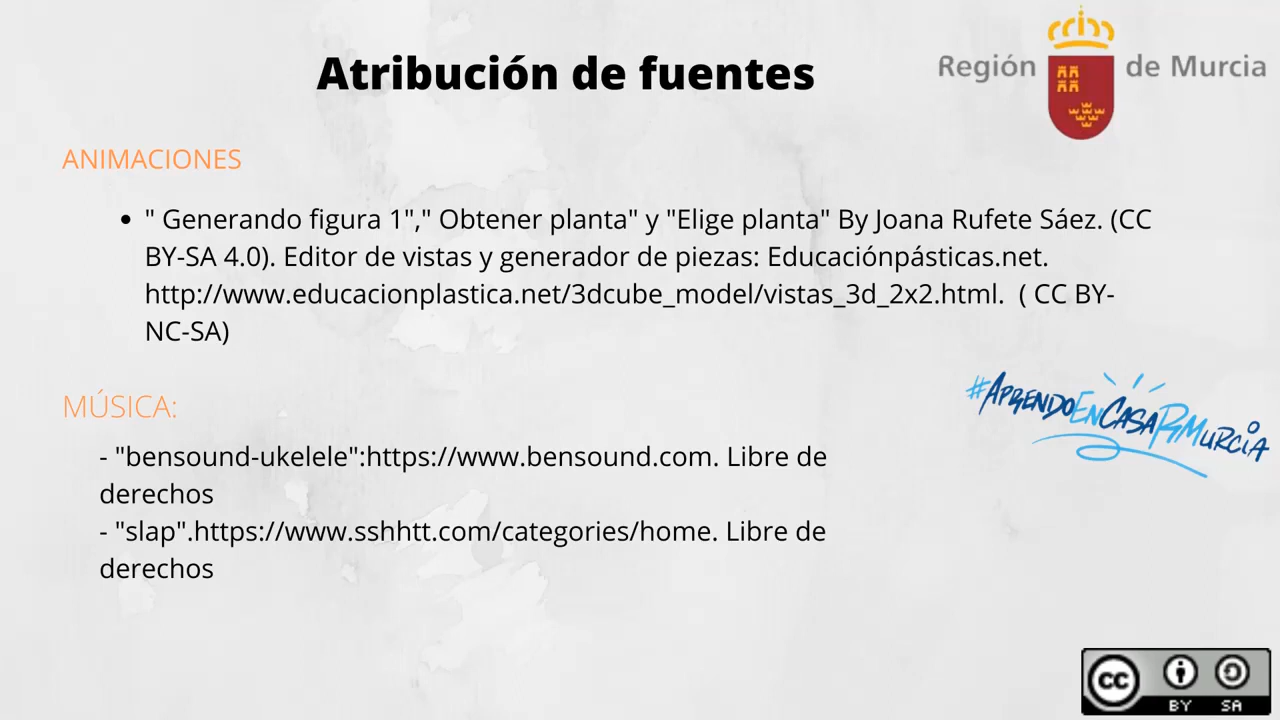 Atribución de fuentes
Región de Murcia
ANIMACIONES
• " Generando figura 1"," Obtener planta" y "Elige planta" By Joana Rufete Sáez. (CC
BY-SA 4.0). Editor de vistas y generador de piezas: Educaciónpásticas.net.
http://www.educacionplastica.net/3dcube_model/vistas_3d_2x2.html.  ( CC BY-
NC-SA)
MÚSICA:
#APRENDOENCASARMURCIA
- "bensound-ukelele":https://www.bensound.com. Libre de
derechos
- "slap".https://www.sshhtt.com/categories/home. Libre de
derechos
cc
BY SA